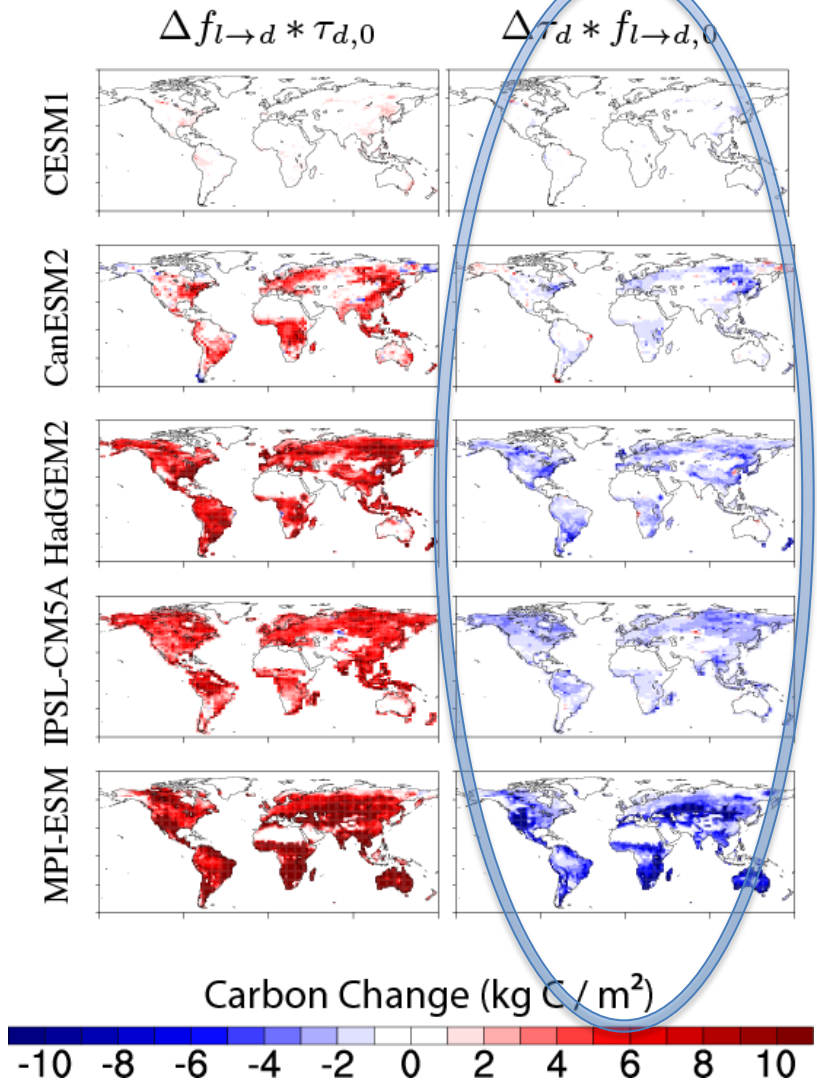 Δf_{l→d} * τ_{d,0} Δτ_d * f_{l→d,0}
CESM1
CanESM2
HadGEM2
IPSL-CM5A
MPI-ESM
Carbon Change (kg C / m²)
-10 -8 -6 -4 -2 0 2 4 6 8 10